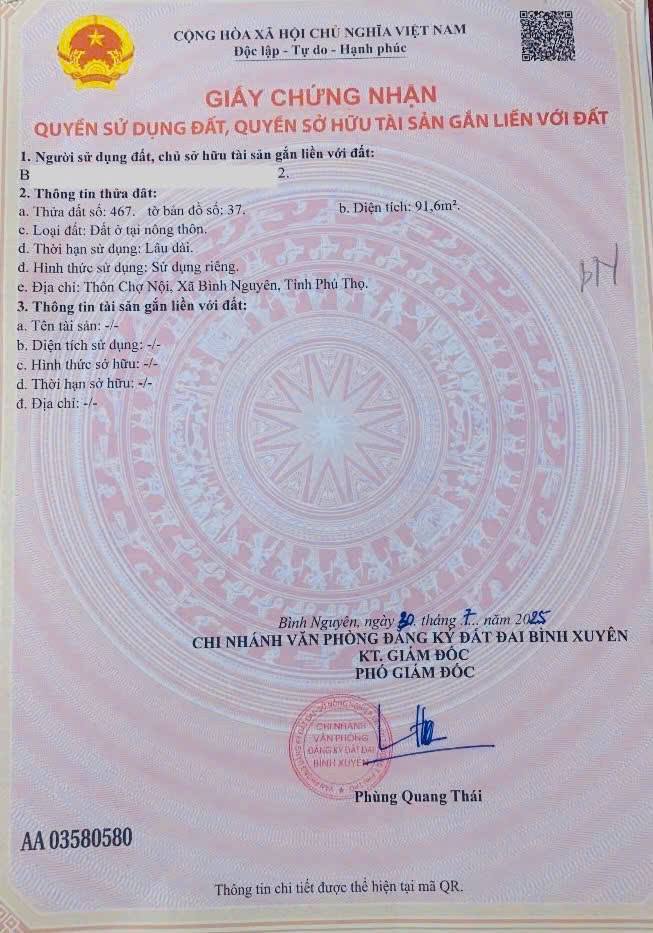 CỘNG HÒA XÃ HỘI CHỦ NGHĨA VIỆT NAM
Độc lập - Tự do - Hạnh phúc
GIẤY CHỨNG NHẬN
QUYỀN SỬ DỤNG ĐẤT, QUYỀN SỞ HỮU TÀI SẢN GẮN LIỀN VỚI ĐẤT
1. Người sử dụng đất, chủ sở hữu tài sản gắn liền với đất:
B 2.
2. Thông tin thửa đất:
a. Thửa đất số: 467. tờ bản đồ số: 37. b. Diện tích: 91,6m².
c. Loại đất: Đất ở tại nông thôn.
d. Thời hạn sử dụng: Lâu dài.
đ. Hình thức sử dụng: Sử dụng riêng.
e. Địa chỉ: Thôn Chợ Nội, Xã Bình Nguyên, Tỉnh Phú Thọ.
3. Thông tin tài sản gắn liền với đất:
a. Tên tài sản: -/-
b. Diện tích sử dụng: -/-
c. Hình thức sở hữu: -/-
d. Thời hạn sở hữu: -/-
đ. Địa chỉ: -/-
Bình Nguyên, ngày 30. tháng .7... năm 2025
CHI NHÁNH VĂN PHÒNG ĐĂNG KÝ ĐẤT ĐAI BÌNH XUYÊN
KT. GIÁM ĐỐC
PHÓ GIÁM ĐỐC
CHI NHÁNH
VĂN PHÒNG
ĐĂNG KÝ ĐẤT ĐAI
BÌNH XUYÊN
Phùng Quang Thái
AA 03580580
Thông tin chi tiết được thể hiện tại mã QR.